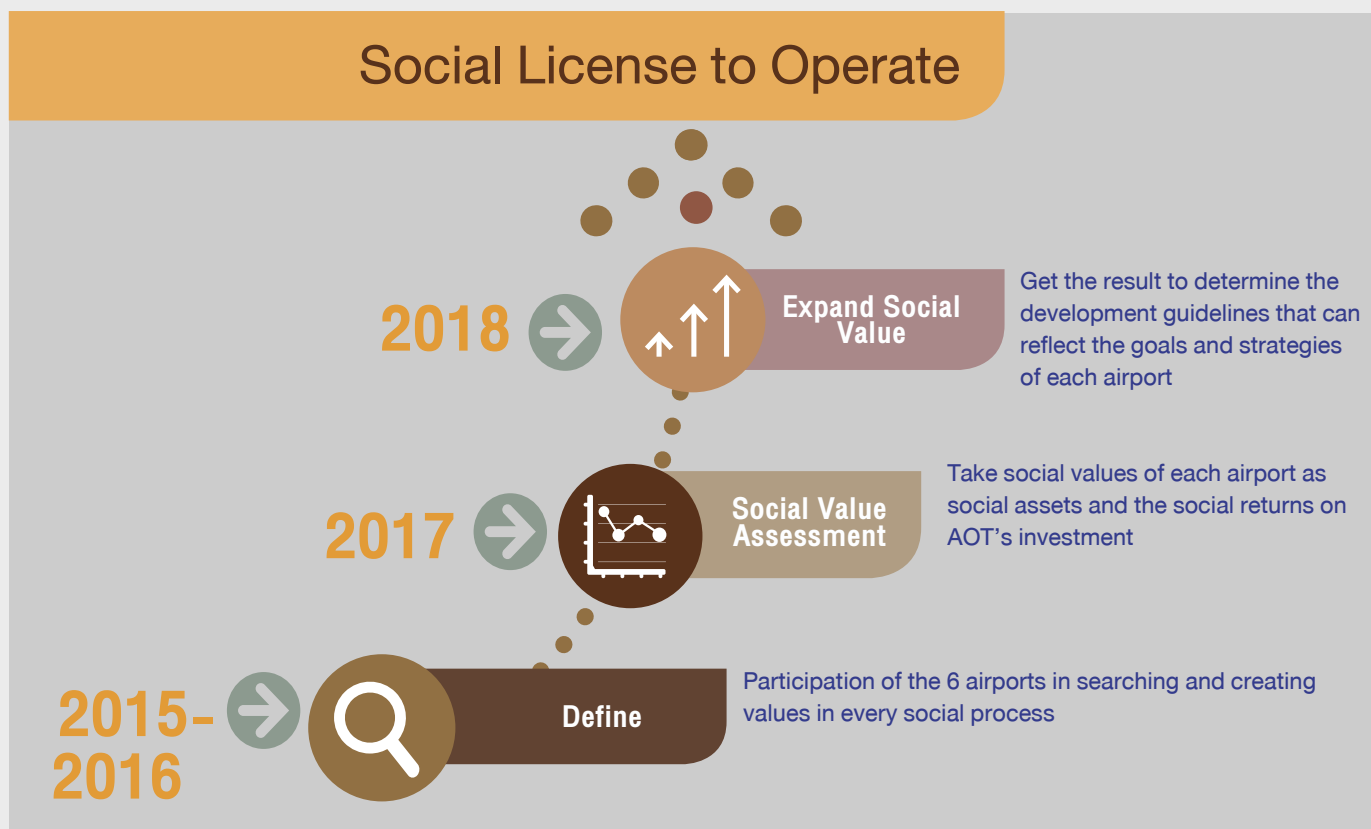 Social License to Operate
2018
Expand Social
Value
Get the result to determine the
development guidelines that can
reflect the goals and strategies
of each airport
2017
Social Value
Assessment
Take social values of each airport as
social assets and the social returns on
AOT’s investment
2015-
2016
Define
Participation of the 6 airports in searching and creating
values in every social process